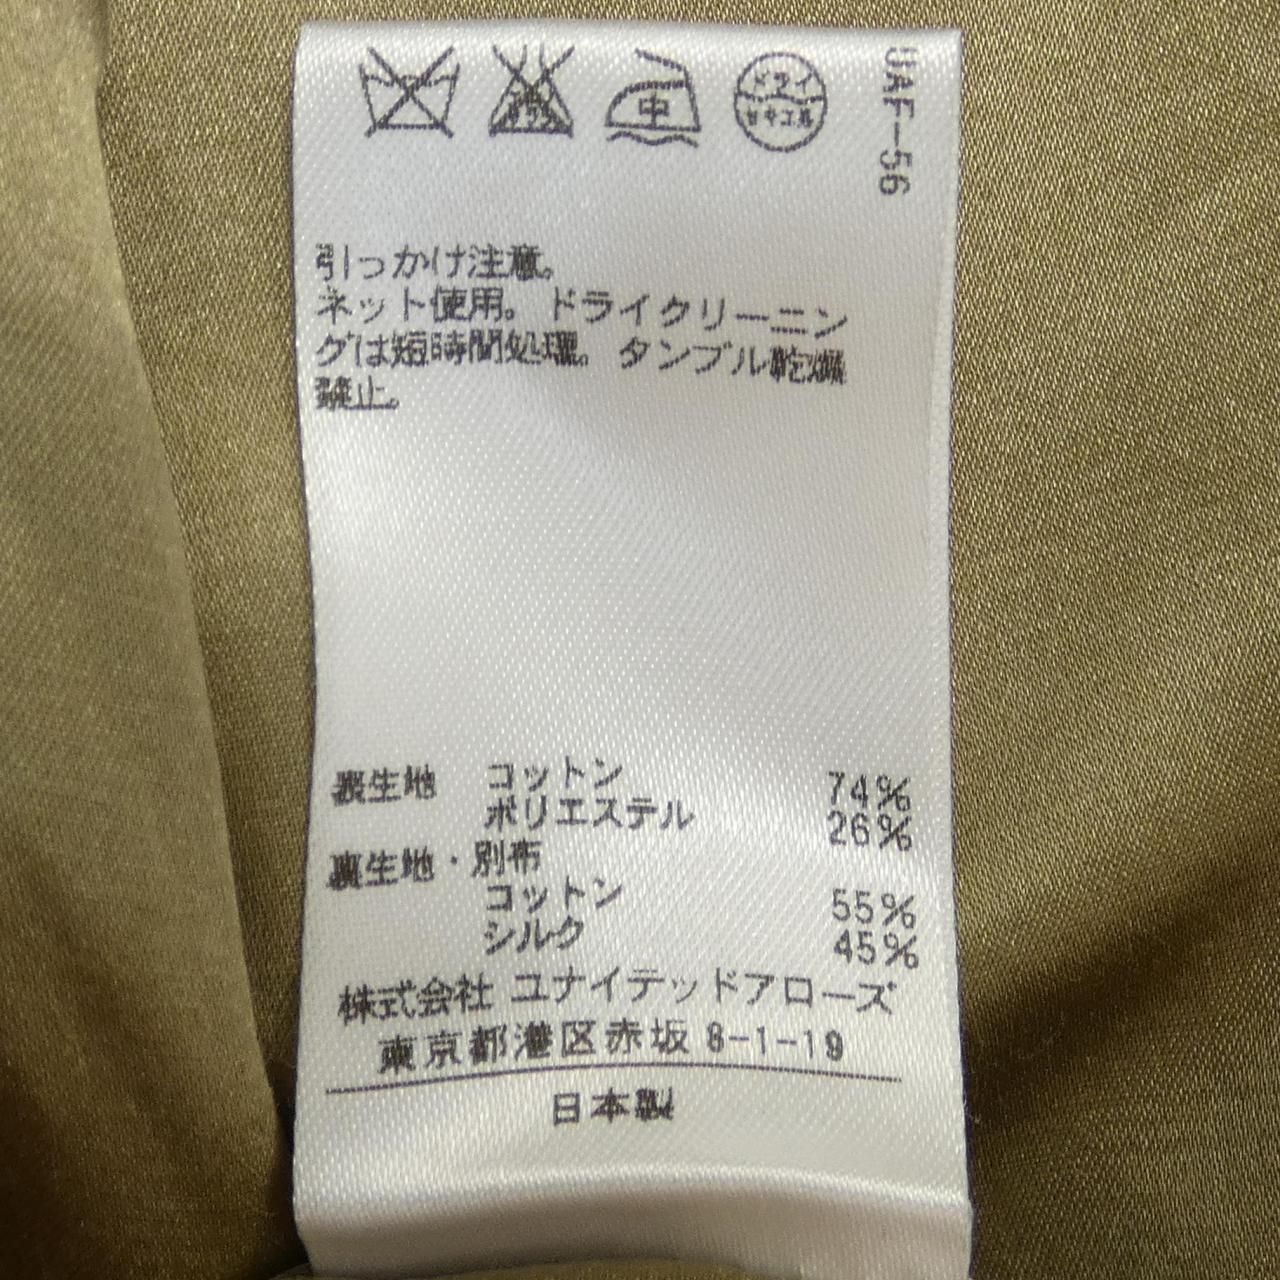 中
ドライ
セキユ系
UAF-56
引っかけ注意。
ネット使用。ドライクリーニン
グは短時間処理。タンブル乾燥
禁止。
表生地 コットン 74%
ポリエステル 26%
裏生地・別布
コットン 55%
シルク 45%
株式会社 ユナイテッドアローズ
東京都港区赤坂 8-1-19
日本製